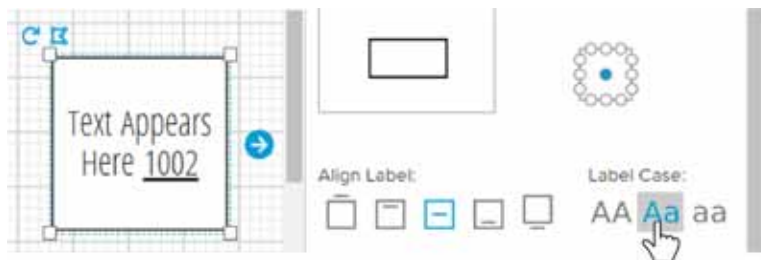 Text Appears
Here 1002
Align Label:
Label Case:
AA Aa aa